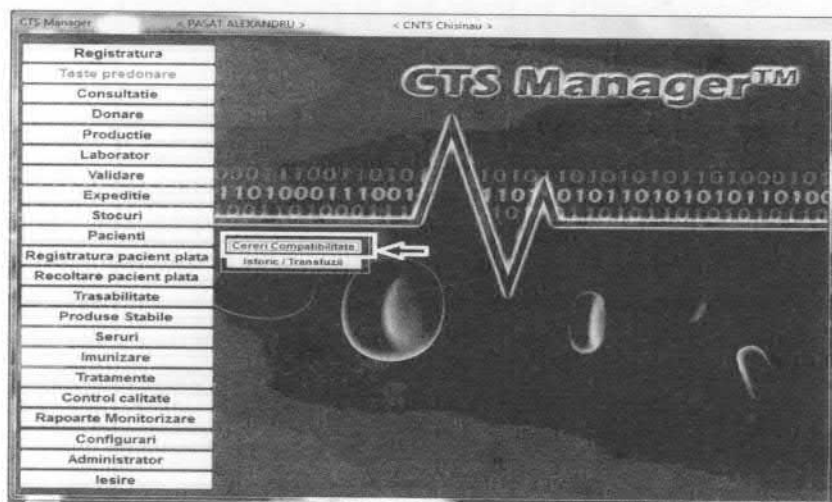 CTS Manager < PASAT ALEXANDRU > < CNTS Chisinau >
CTS Manager™
Registratura
Teste predonare
Consultatie
Donare
Productie
Laborator
Validare
Expeditie
Stocuri
Pacienti
Registratura pacient plata
Recoltare pacient plata
Trasabilitate
Produse Stabile
Seruri
Imunizare
Tratamente
Control calitate
Rapoarte Monitorizare
Configurari
Administrator
Iesire
Cereri Compatibilitate
Istoric / Transfuzii